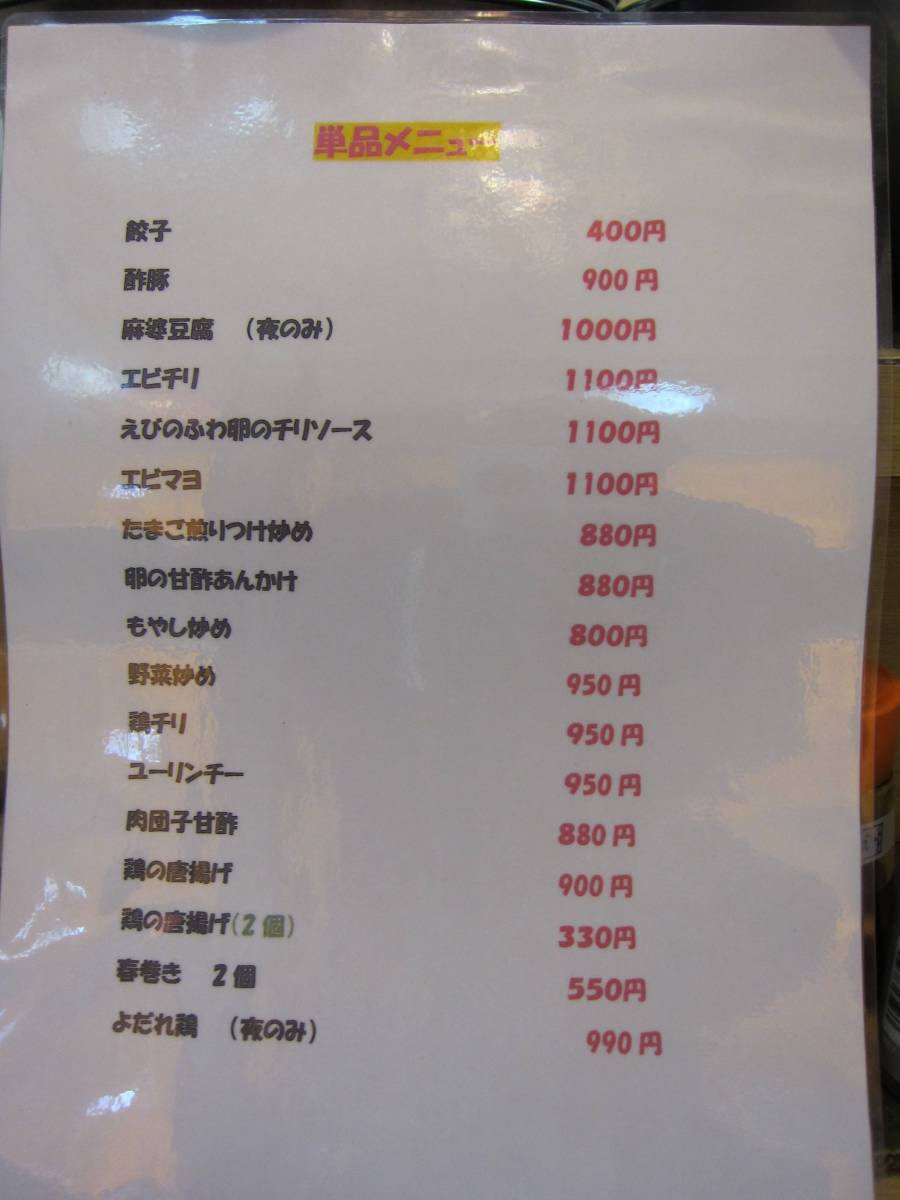 単品メニュー
餃子 400円
酢豚 900円
麻婆豆腐 （夜のみ） 1000円
エビチリ 1100円
えびのふわ卵のチリソース 1100円
エビマヨ 1100円
たまご煎りつけ炒め 880円
卵の甘酢あんかけ 880円
もやし炒め 800円
野菜炒め 950円
鶏チリ 950円
ユーリンチー 950円
肉団子甘酢 880円
鶏の唐揚げ 900円
鶏の唐揚げ（2個） 330円
春巻き 2個 550円
よだれ鶏 （夜のみ） 990円